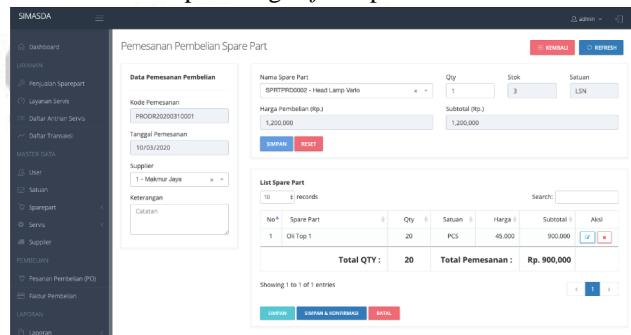 SIMASDA
admin
Dashboard
LAYANAN
Penjualan Sparepart
Layanan Servis
Daftar Antrian Servis
Daftar Transaksi
MASTER DATA
User
Satuan
Sparepart
Servis
Supplier
PEMBELIAN
Pesanan Pembelian (PO)
Faktur Pembelian
LAPORAN
Laporan
Pemesanan Pembelian Spare Part
KEMBALI
REFRESH
Data Pemesanan Pembelian
Kode Pemesanan
PRODR20200310001
Tanggal Pemesanan
10/03/2020
Supplier
1 - Makmur Jaya
Keterangan
Catatan
Nama Spare Part Qty Stok Satuan
SPRTPRD0002 - Head Lamp Vario 1 3 LSN
Harga Pembelian (Rp.) Subtotal (Rp.)
1,200,000 1,200,000
SIMPAN RESET
List Spare Part
10 records Search:
No Spare Part Qty Satuan Harga Subtotal Aksi
1 Oli Top 1 20 PCS 45.000 900.000
Total QTY : 20 Total Pemesanan : Rp. 900,000
Showing 1 to 1 of 1 entries
1
SIMPAN SIMPAN & KONFIRMASI BATAL